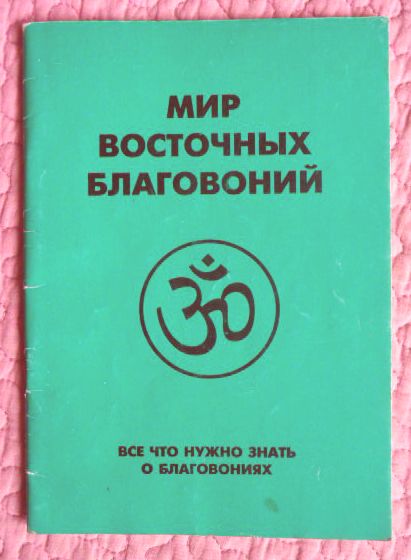 МИР
ВОСТОЧНЫХ
БЛАГОВОНИЙ
ॐ
ВСЕ ЧТО НУЖНО ЗНАТЬ
О БЛАГОВОНИЯХ